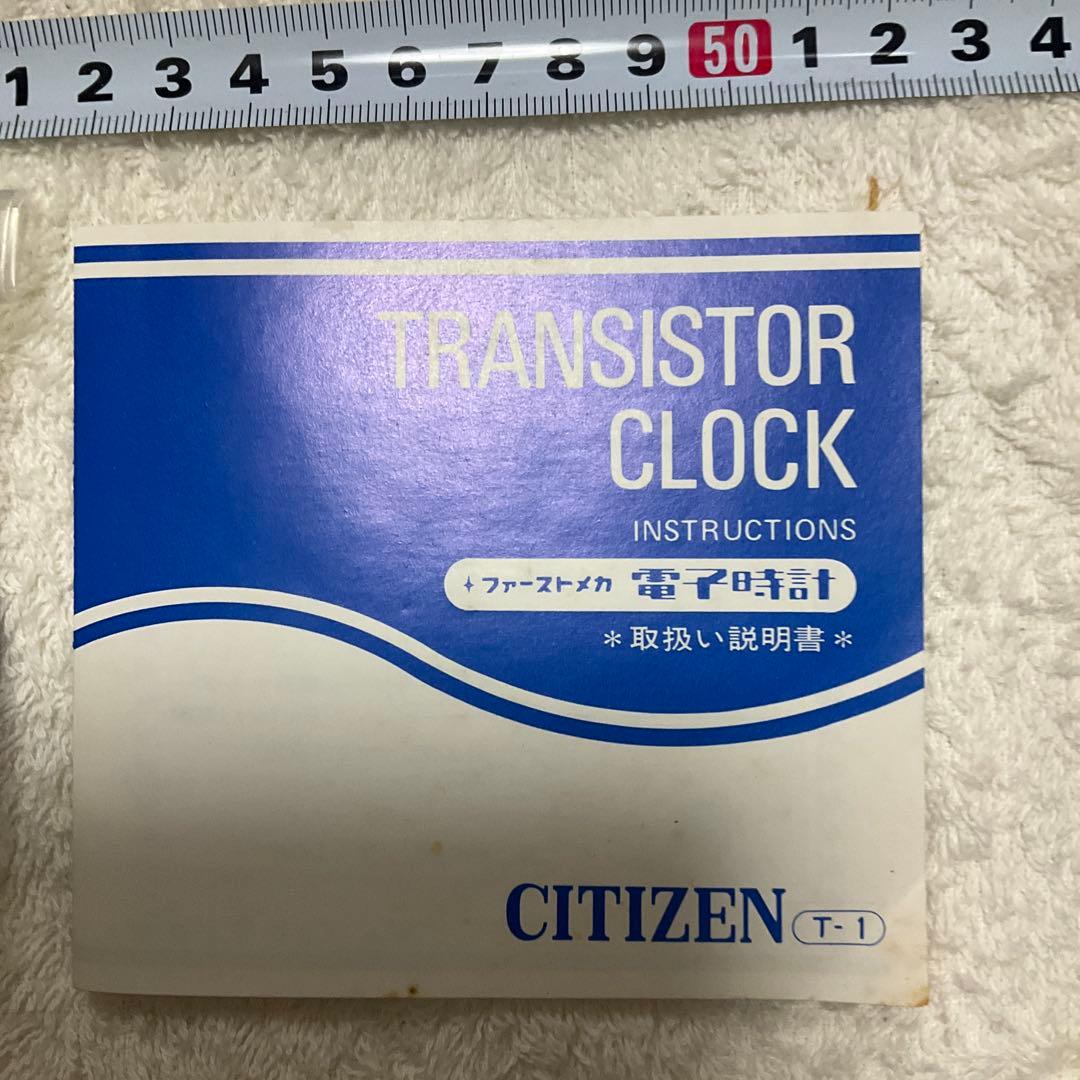 1 2 3 4 5 6 7 8 9 50 1 2 3 4
TRANSISTOR
CLOCK
INSTRUCTIONS
ファーストメカ 電子時計
*取扱い説明書*
CITIZEN T-1